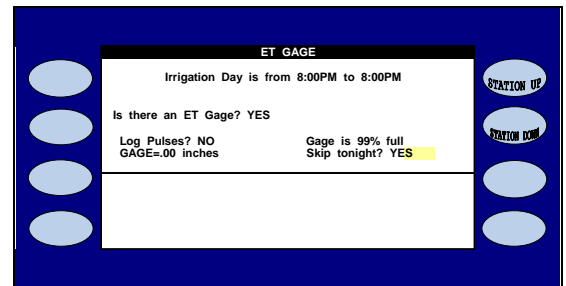 ET GAGE
Irrigation Day is from 8:00PM to 8:00PM
STATION UP
Is there an ET Gage? YES
STATION DOWN
Log Pulses? NO Gage is 99% full
GAGE=.00 inches Skip tonight? YES